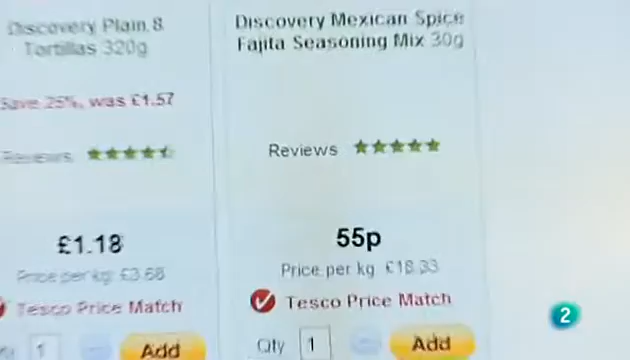 Discovery Plain 8
Tortillas 320g
Save 25%, was £1.57
Reviews
£1.18
Price per kg: £3.68
Tesco Price Match
1
Add
Discovery Mexican Spice
Fajita Seasoning Mix 30g
Reviews
55p
Price per kg £18.33
Tesco Price Match
Qty 1
Add
2